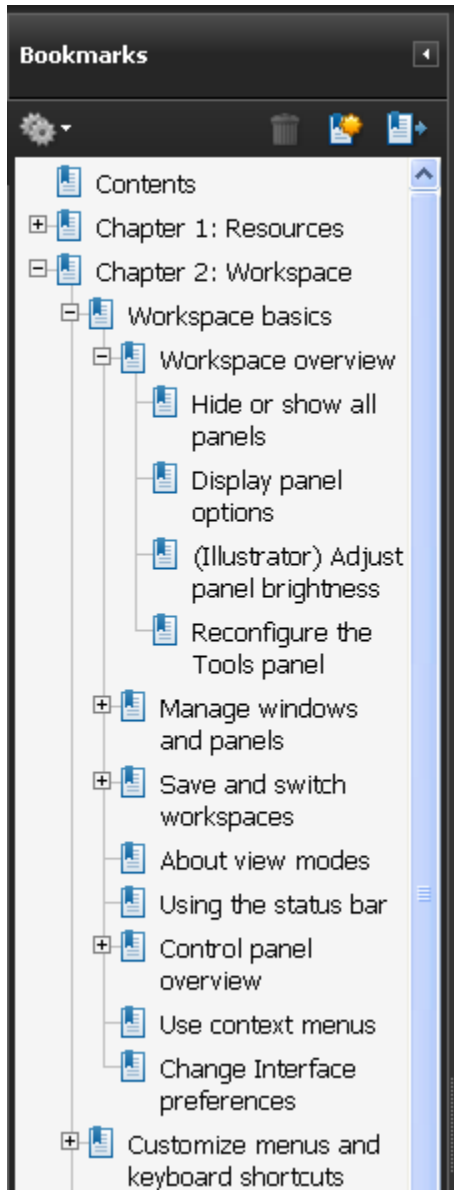 Bookmarks
Contents
Chapter 1: Resources
Chapter 2: Workspace
Workspace basics
Workspace overview
Hide or show all
panels
Display panel
options
(Illustrator) Adjust
panel brightness
Reconfigure the
Tools panel
Manage windows
and panels
Save and switch
workspaces
About view modes
Using the status bar
Control panel
overview
Use context menus
Change Interface
preferences
Customize menus and
keyboard shortcuts